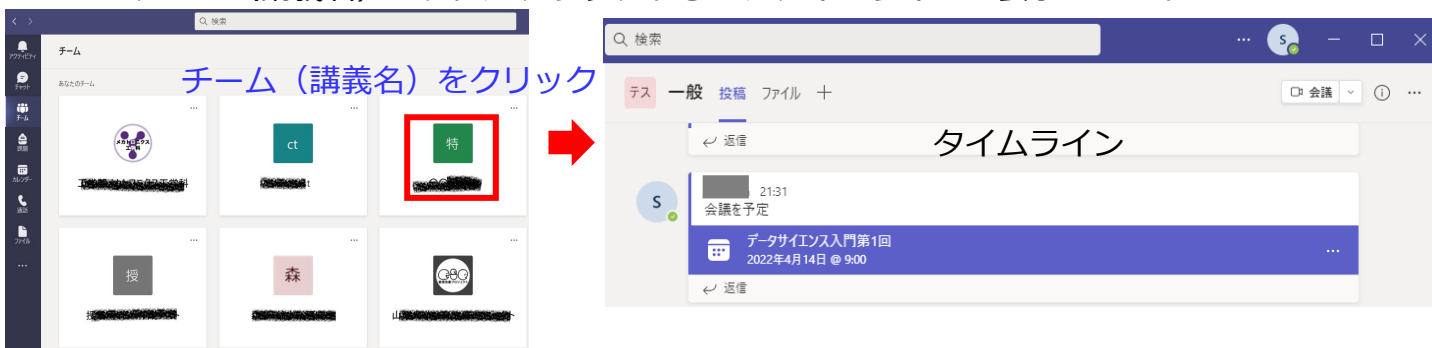 検索
アクティビティ
チャット
チーム
課題
カレンダー
通話
ファイル
チーム
あなたのチーム
チーム（講義名）をクリック
ct
特
授
森
検索
テス 一般 投稿 ファイル
会議
返信
タイムライン
S
S
21:31
会議を予定
データサイエンス入門第1回
2022年4月14日 @ 9:00
返信